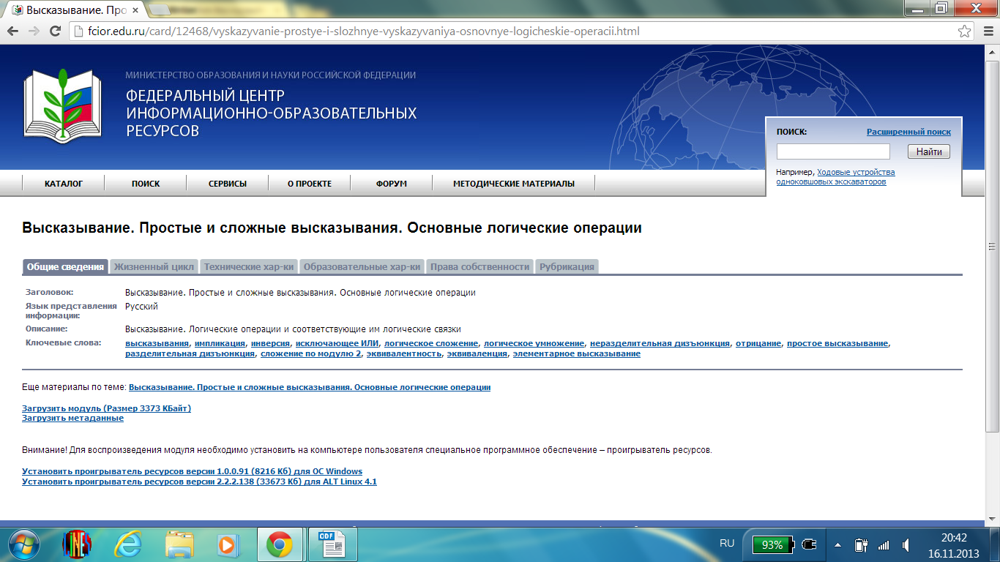 Высказывание. Про
fcior.edu.ru/card/12468/vyskazyvanie-prostye-i-slozhnye-vyskazyvaniya-osnovnye-logicheskie-operacii.html
МИНИСТЕРСТВО ОБРАЗОВАНИЯ И НАУКИ РОССИЙСКОЙ ФЕДЕРАЦИИ
ФЕДЕРАЛЬНЫЙ ЦЕНТР
ИНФОРМАЦИОННО-ОБРАЗОВАТЕЛЬНЫХ
РЕСУРСОВ
ПОИСК: Расширенный поиск
Найти
Например, Ходовые устройства
одноковшовых экскаваторов
КАТАЛОГ ПОИСК СЕРВИСЫ О ПРОЕКТЕ ФОРУМ МЕТОДИЧЕСКИЕ МАТЕРИАЛЫ
Высказывание. Простые и сложные высказывания. Основные логические операции
Общие сведения Жизненный цикл Технические хар-ки Образовательные хар-ки Права собственности Рубрикация
Заголовок: Высказывание. Простые и сложные высказывания. Основные логические операции
Язык представления Русский
информации:
Описание: Высказывание. Логические операции и соответствующие им логические связки
Ключевые слова: высказывания, импликация, инверсия, исключающее ИЛИ, логическое сложение, логическое умножение, неразделительная дизъюнкция, отрицание, простое высказывание,
разделительная дизъюнкция, сложение по модулю 2, эквивалентность, эквиваленция, элементарное высказывание
Еще материалы по теме: Высказывание. Простые и сложные высказывания. Основные логические операции
Загрузить модуль (Размер 3373 КБайт)
Загрузить метаданные
Внимание! Для воспроизведения модуля необходимо установить на компьютере пользователя специальное программное обеспечение – проигрыватель ресурсов.
Установить проигрыватель ресурсов версии 1.0.0.91 (8216 Кб) для ОС Windows
Установить проигрыватель ресурсов версии 2.2.2.138 (33673 Кб) для ALT Linux 4.1
ODF
RU
93%
20:42
16.11.2013